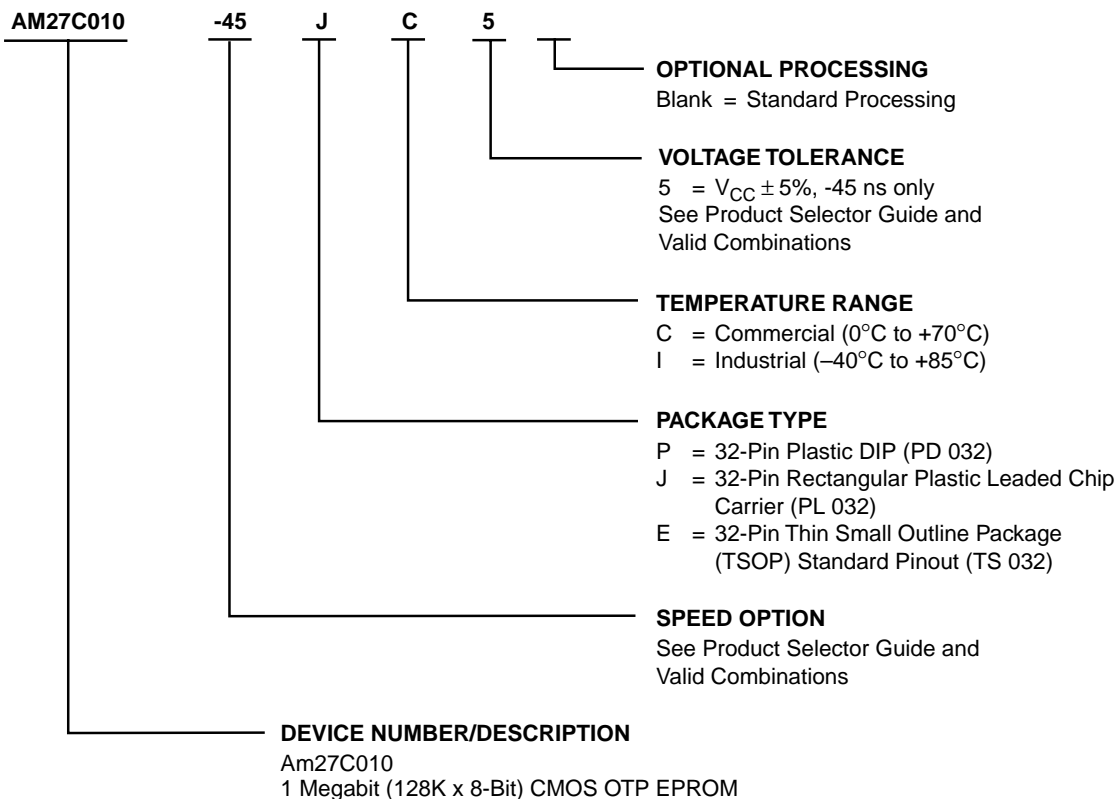 AM27C010 -45 J C 5
OPTIONAL PROCESSING
Blank = Standard Processing
VOLTAGE TOLERANCE
5 = VCC ± 5%, -45 ns only
See Product Selector Guide and
Valid Combinations
TEMPERATURE RANGE
C = Commercial (0°C to +70°C)
I = Industrial (–40°C to +85°C)
PACKAGE TYPE
P = 32-Pin Plastic DIP (PD 032)
J = 32-Pin Rectangular Plastic Leaded Chip
Carrier (PL 032)
E = 32-Pin Thin Small Outline Package
(TSOP) Standard Pinout (TS 032)
SPEED OPTION
See Product Selector Guide and
Valid Combinations
DEVICE NUMBER/DESCRIPTION
Am27C010
1 Megabit (128K x 8-Bit) CMOS OTP EPROM